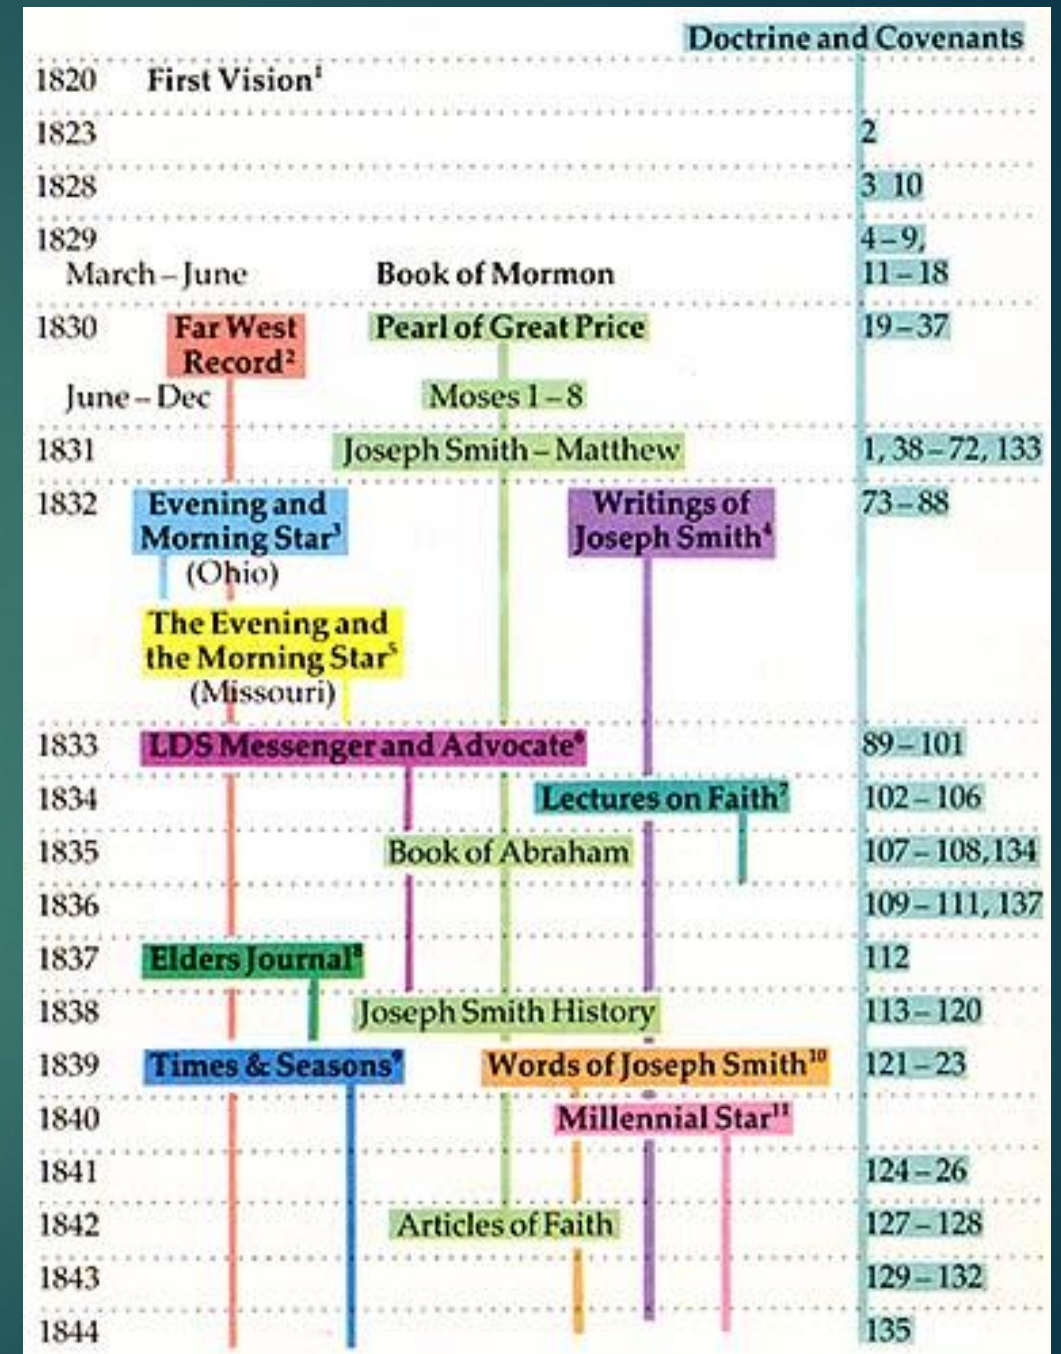 Doctrine and Covenants
1820 First Vision¹
1823 2
1828 3 10
1829 4–9,
March–June Book of Mormon 11–18
1830 Far West Pearl of Great Price 19–37
Record²
June–Dec Moses 1–8
1831 Joseph Smith–Matthew 1, 38–72, 133
1832 Evening and Writings of 73–88
Morning Star³ Joseph Smith⁴
(Ohio)
The Evening and
the Morning Star⁵
(Missouri)
1833 LDS Messenger and Advocate⁶ 89–101
1834 Lectures on Faith⁷ 102–106
1835 Book of Abraham 107–108,134
1836 109–111, 137
1837 Elders Journal⁸ 112
1838 Joseph Smith History 113–120
1839 Times & Seasons⁹ Words of Joseph Smith¹⁰ 121–23
1840 Millennial Star¹¹
1841 124–26
1842 Articles of Faith 127–128
1843 129–132
1844 135